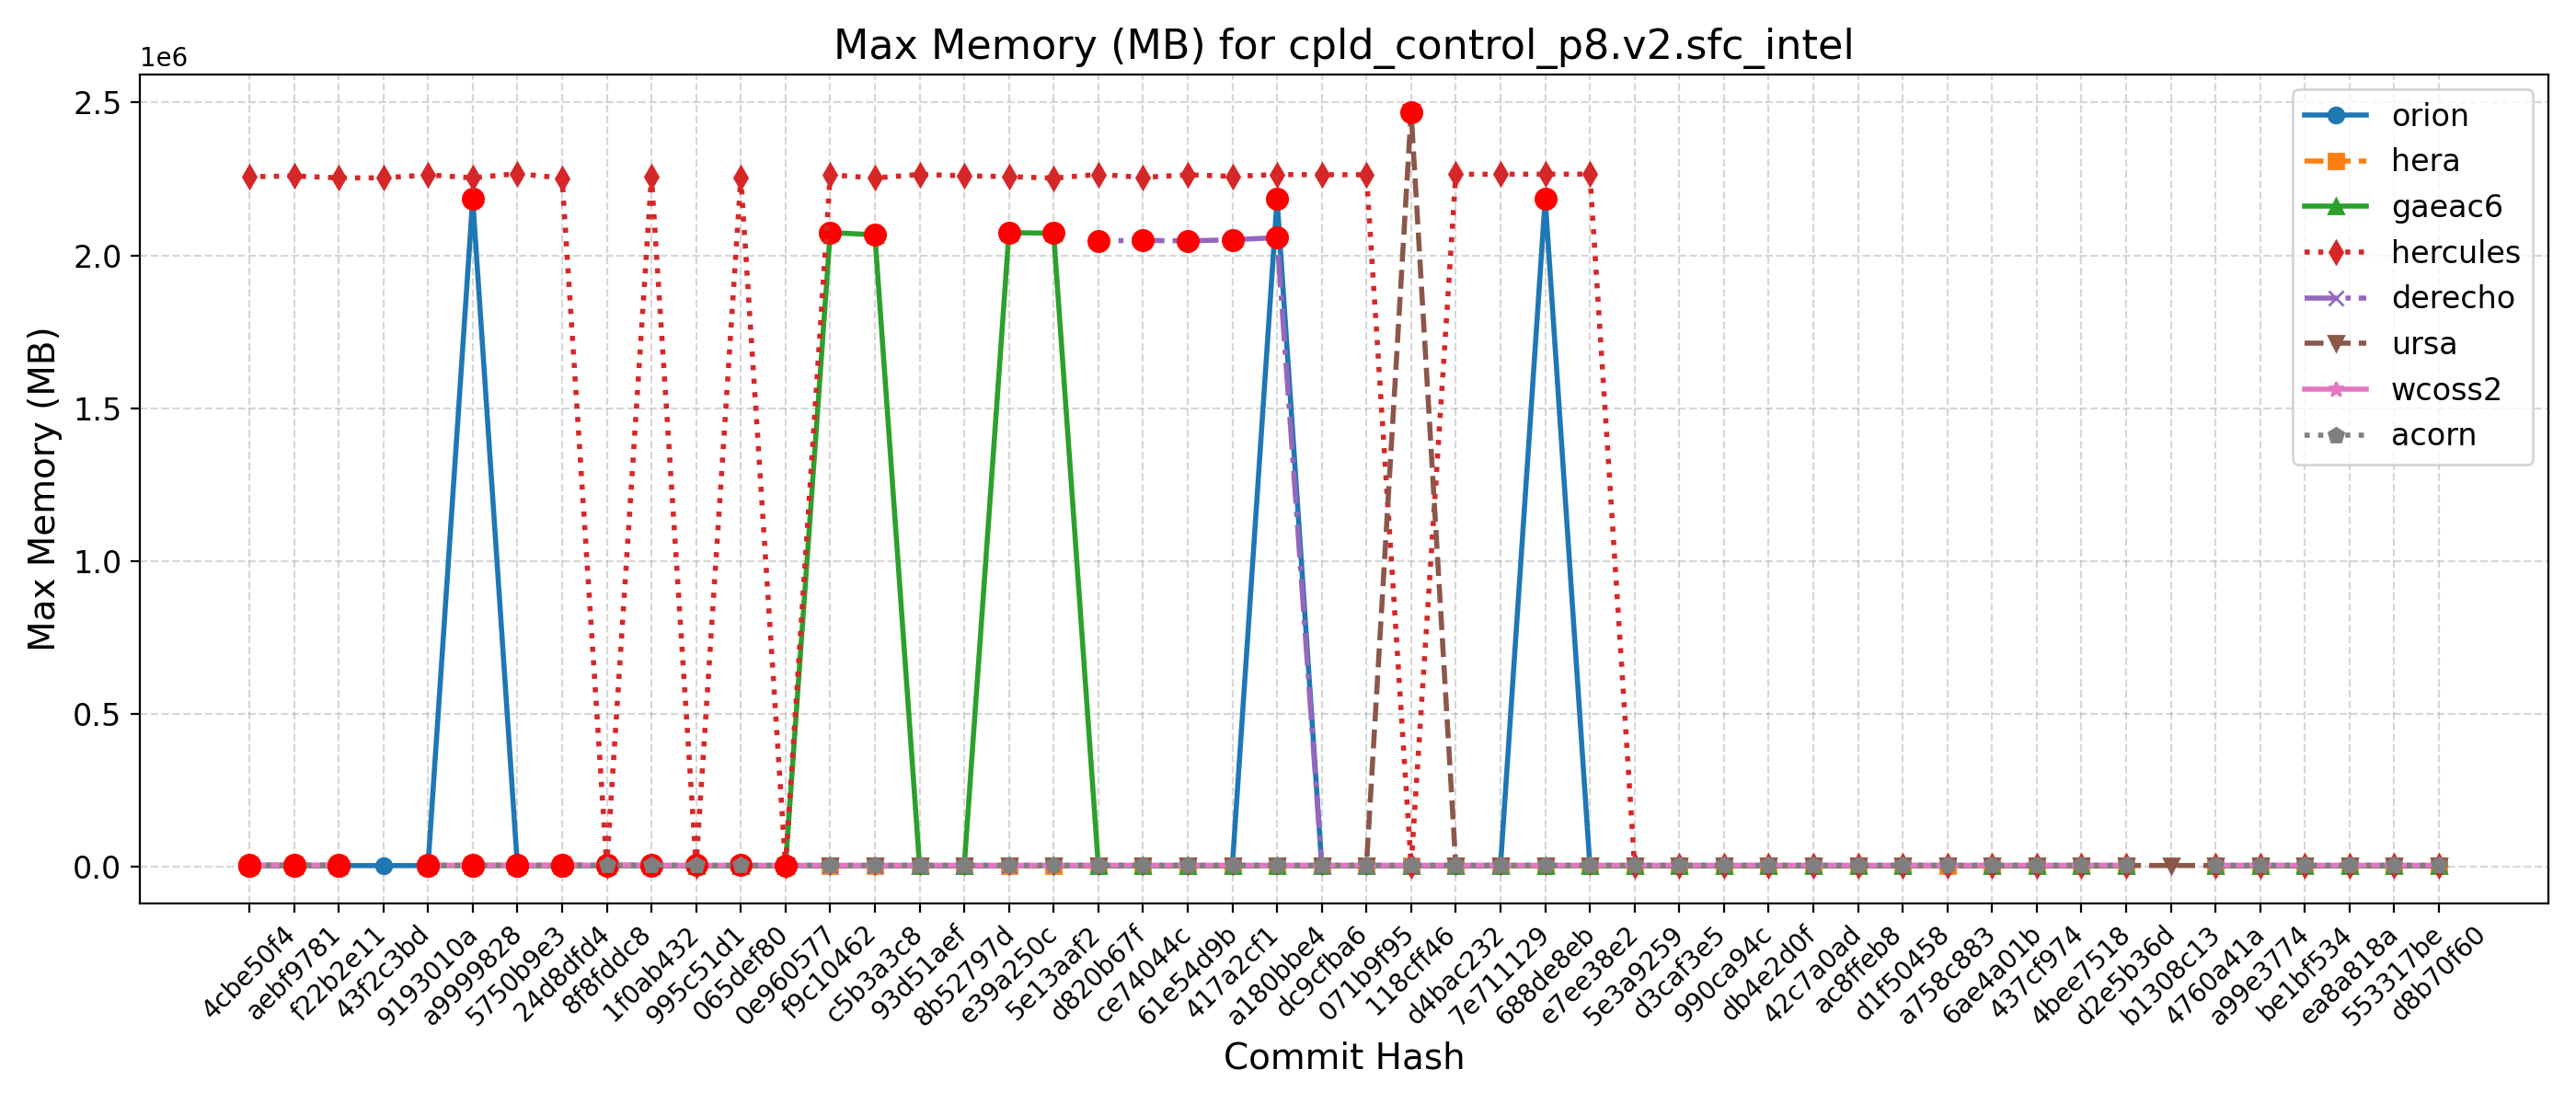 Max Memory (MB) for cpld_control_p8.v2.sfc_intel
1e6
2.5
2.0
1.5
1.0
0.5
0.0
Max Memory (MB)
orion
hera
gaeac6
hercules
derecho
ursa
wcoss2
acorn
4cbe50f4
aebf9781
f22b2e11
43f2c3bd
9193010a
a9999828
5750b9e3
24d8dfd4
8f8fddc8
1f0ab432
995c51d1
065def80
0e960577
f9c10462
c5b3a3c8
93d51aef
8b52797d
e39a250c
5e13aaf2
d820b67f
ce74044c
61e54d9b
417a2cf1
a180bbe4
dc9cfba6
071b9f95
118cff46
d4bac232
7e711129
688de8eb
e7ee38e2
5e3a9259
d3caf3e5
990ca94c
db4e2d0f
42c7a0ad
ac8ffeb8
d1f50458
a758c883
6ae4a01b
437cf974
4bee7518
d2e5b36d
b1308c13
4760a41a
a99e3774
be1bf534
ea8a818a
553317be
d8b70f60
Commit Hash